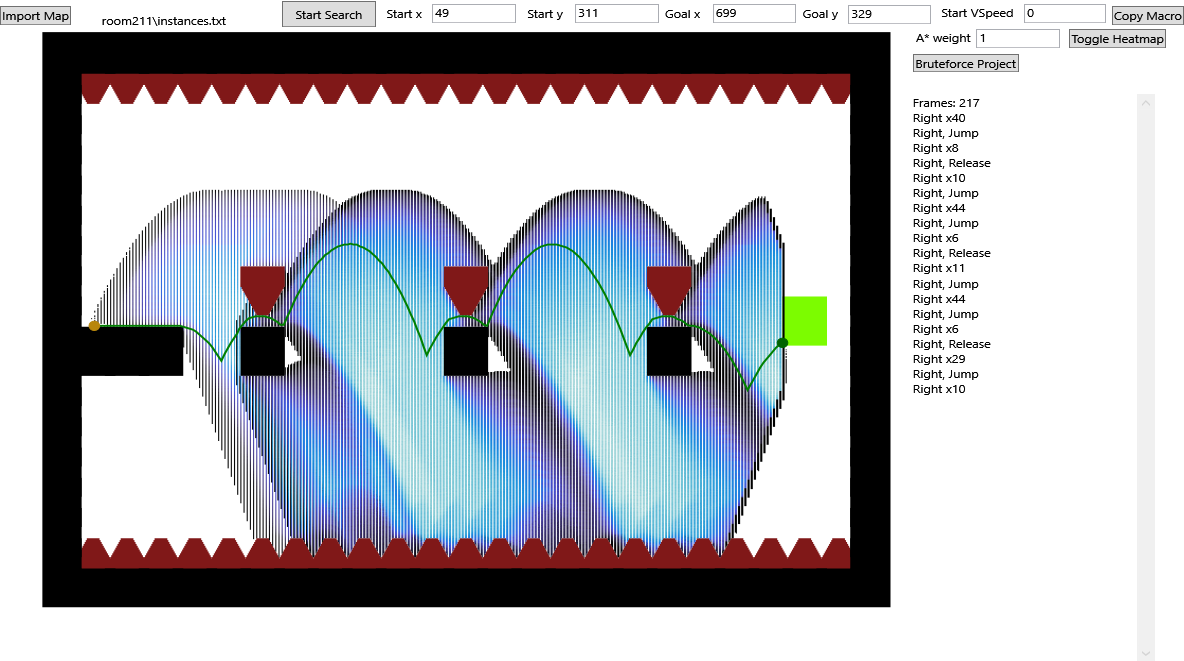 Import Map
room211\instances.txt
Start Search
Start x 49
Start y 311
Goal x 699
Goal y 329
Start VSpeed 0
Copy Macro
A* weight 1
Toggle Heatmap
Bruteforce Project
Frames: 217
Right x40
Right, Jump
Right x8
Right, Release
Right x10
Right, Jump
Right x44
Right, Jump
Right x6
Right, Release
Right x11
Right, Jump
Right x44
Right, Jump
Right x6
Right, Release
Right x29
Right, Jump
Right x10